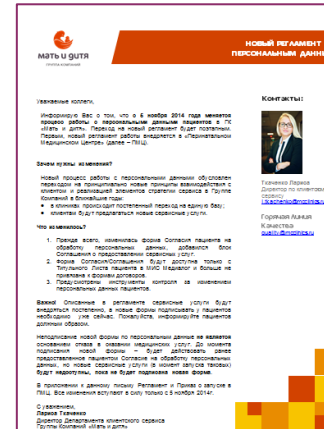 мать и дитя
ГРУППА КОМПАНИЙ
НОВЫЙ РЕГЛАМЕНТ
ПЕРСОНАЛЬНЫМ ДАНН
Уважаемые коллеги,
Информирую Вас о том, что с 5 ноября 2014 года меняется
процесс работы с персональными данными пациентов в ГК
«Мать и дитя». Переход на новый регламент будет поэтапным.
Первым, новый регламент работы внедряется в «Перинатальном
Медицинском Центре» (далее – ПМЦ).
Зачем нужны изменения?
Новый процесс работы с персональными данными обусловлен
переходом на принципиально новые принципы взаимодействия с
клиентом и реализацией элементов стратегии сервиса в Группе
Компаний в ближайшие годы:
• в клиниках происходит постепенный переход на единую базу;
• клиентам будут предлагаться новые сервисные услуги.
Что изменилось?
1. Прежде всего, изменилась форма Согласия пациента на
обработку персональных данных, добавился блок
Соглашения о предоставлении сервисных услуг.
2. Форма Согласия/Соглашения будут доступна только с
Титульного Листа пациента в МИС Медиалог и больше не
привязана к формам договоров.
3. Предусмотрены инструменты контроля за изменением
персональных данных пациентов.
Важно! Описанные в регламенте сервисные услуги будут
внедряться постепенно, а новые формы подписывать у пациентов
необходимо уже сейчас. Пожалуйста, информируйте пациентов
должным образом.
Неподписание новой формы по персональным данным не является
основанием отказа в оказании медицинских услуг. До момента
подписания новой формы – будет действовать ранее
предоставленное пациентом Согласие на обработку персональных
данных, но новые сервисные услуги (в момент запуска таковых)
будут недоступны, пока не будет подписана новая форма.
В приложении к данному письму Регламент и Приказ о запуске в
ПМЦ. Все изменения вступают в силу только с 5 ноября 2014г.
С уважением,
Лариса Ткаченко
Директор Департамента клиентского сервиса
Группы Компаний «Мать и дитя»
Контакты:
Ткаченко Лариса
Директор по клиентском
сервису
Горячая Линия
Качества